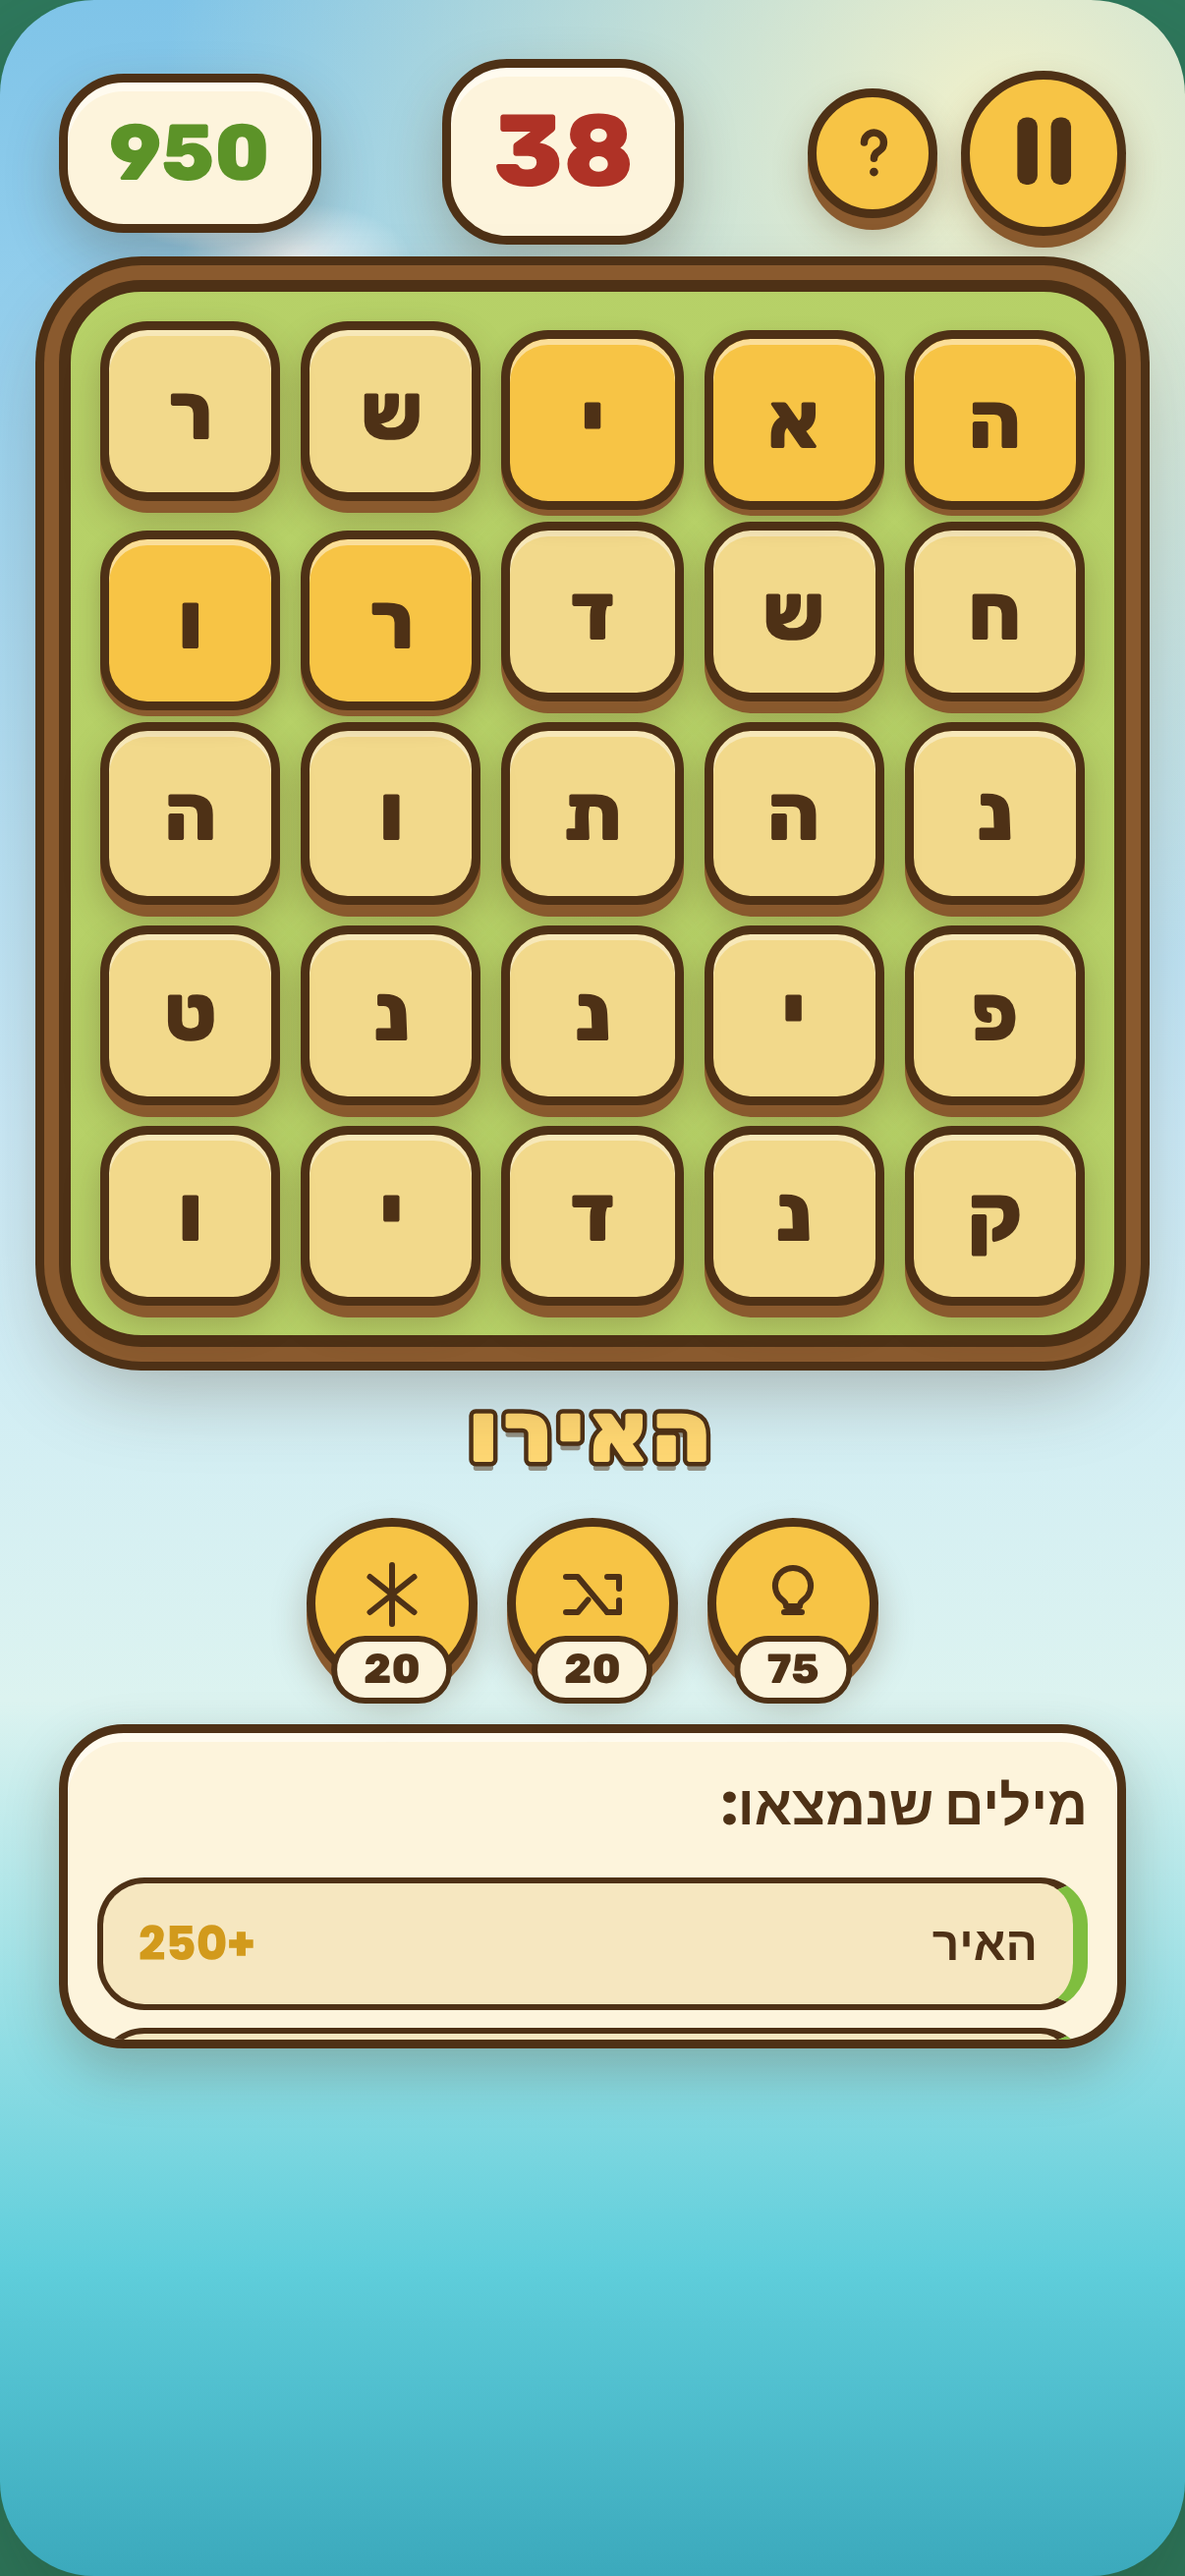 950 38 ?
ה א י ש ר
ח ש ד ר ו
נ ה ת ו ה
פ י נ נ ט
ק נ ד י ו
האירו
75 20 20
מילים שנמצאו:
האיר 250+